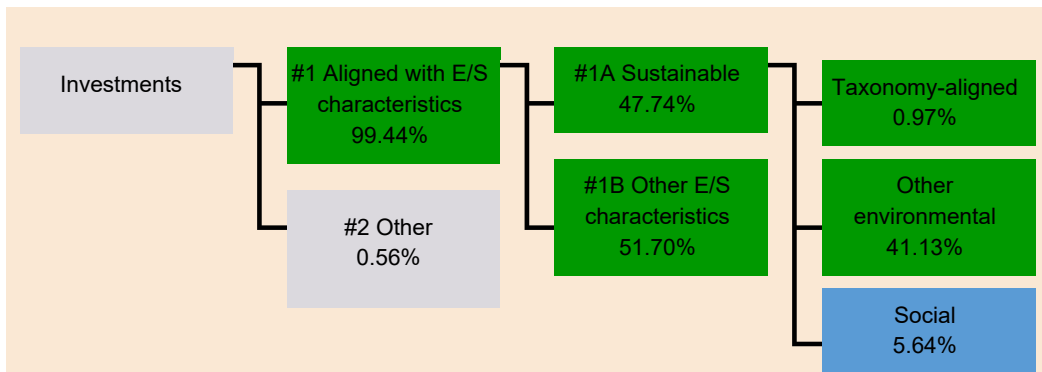 Investments
#1 Aligned with E/S
characteristics
99.44%
#2 Other
0.56%
#1A Sustainable
47.74%
#1B Other E/S
characteristics
51.70%
Taxonomy-aligned
0.97%
Other
environmental
41.13%
Social
5.64%